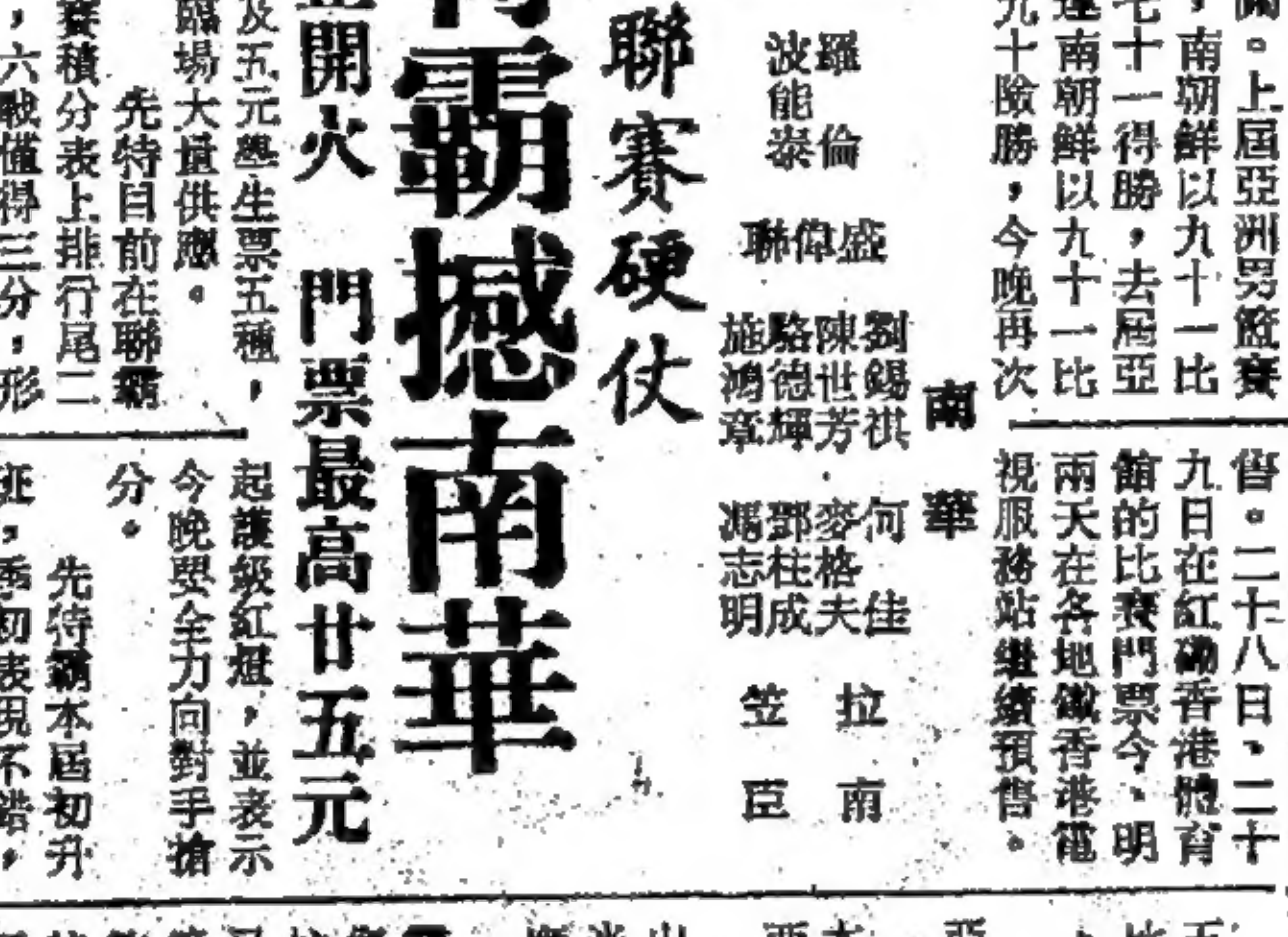 開。上屆亞洲男籃賽
，南朝鮮以九十一比
七十一得勝，去屆亞
運南朝鮮以九十一比
九十險勝，今晚再次
售。二十八日、二十
九日在紅磡香港體育
館的比賽門票今、明
兩天在各地鐵香港電
視服務站繼續預售。
南華
羅倫
波能泰
盛偉聯
劉錫祺
陳世芳
駱德輝
施鴻章
何佳
麥格夫
鄧柱成
馮志明
拉南
笠臣
聯賽硬仗
霸撼南華
開火 門票最高廿五元
及五元學生票五種，
臨場大量供應。
先特目前在聯霸
賽積分表上排行尾二
，六戰僅得三分，形
起護級紅燈，並表示
今晚要全力向對手搶
分。
先特霸本屆初升
班，季初表現不錯，